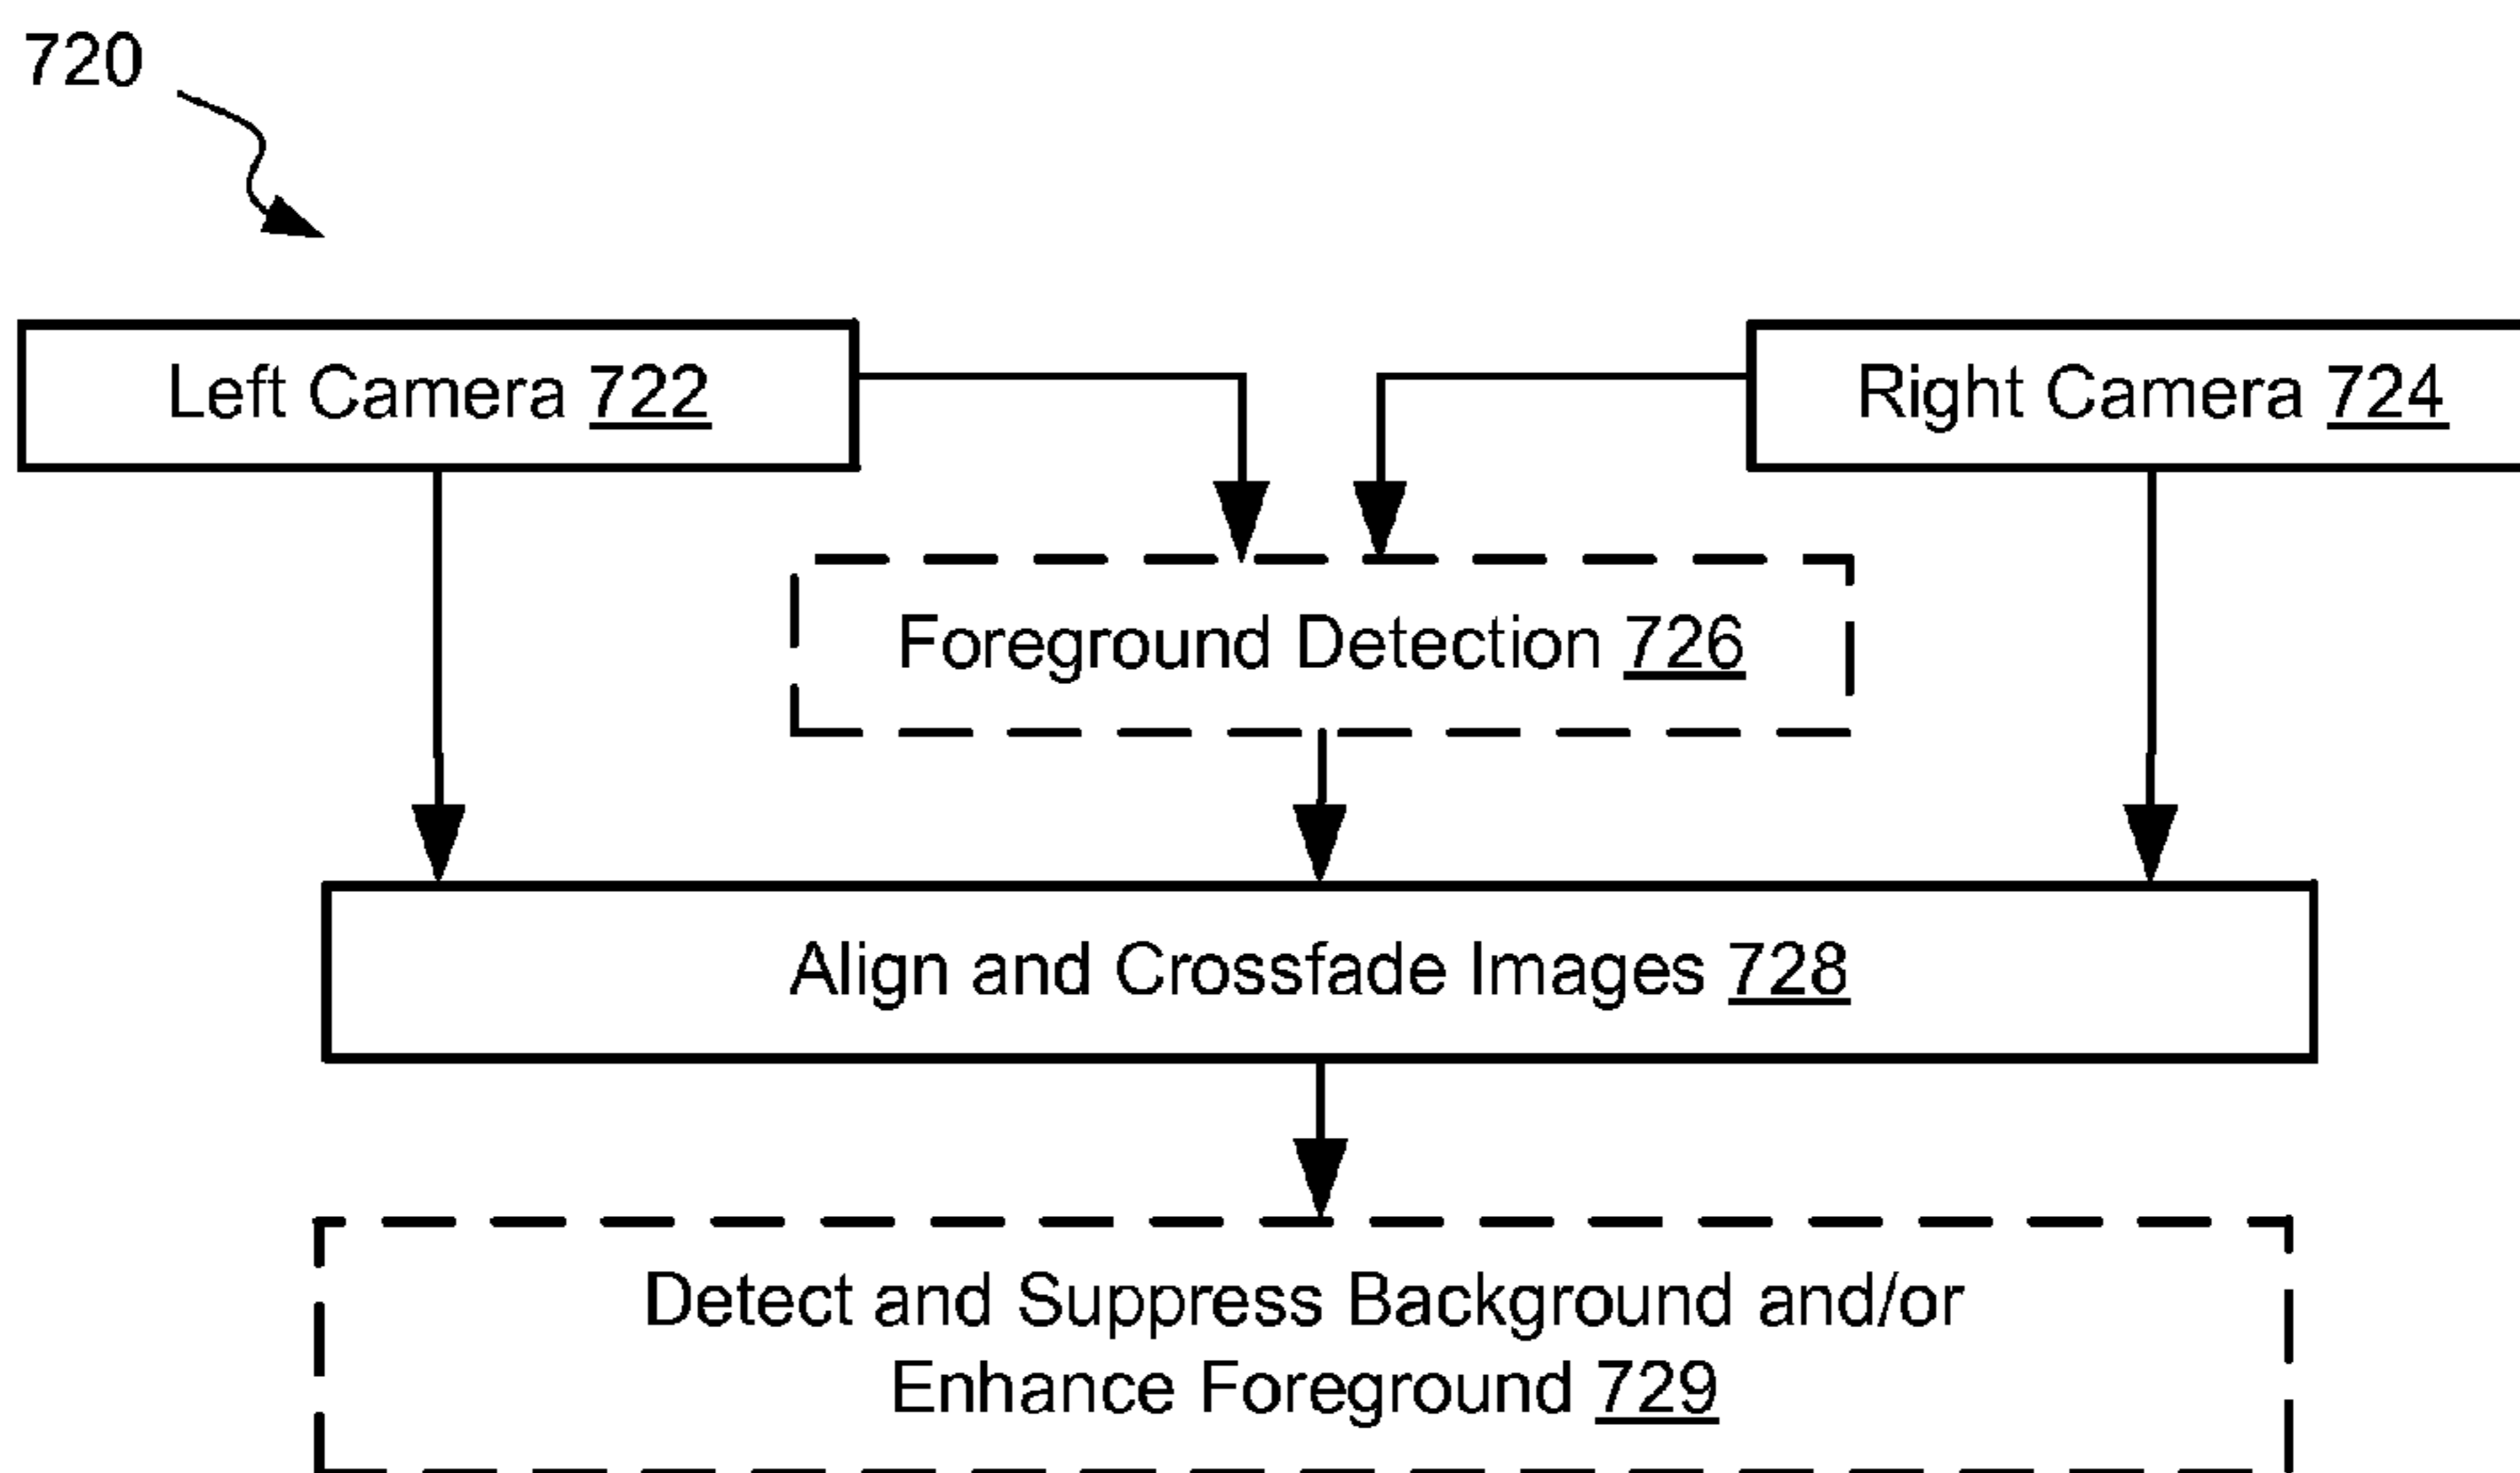 720
Left Camera 722
Right Camera 724
Foreground Detection 726
Align and Crossfade Images 728
Detect and Suppress Background and/or
Enhance Foreground 729